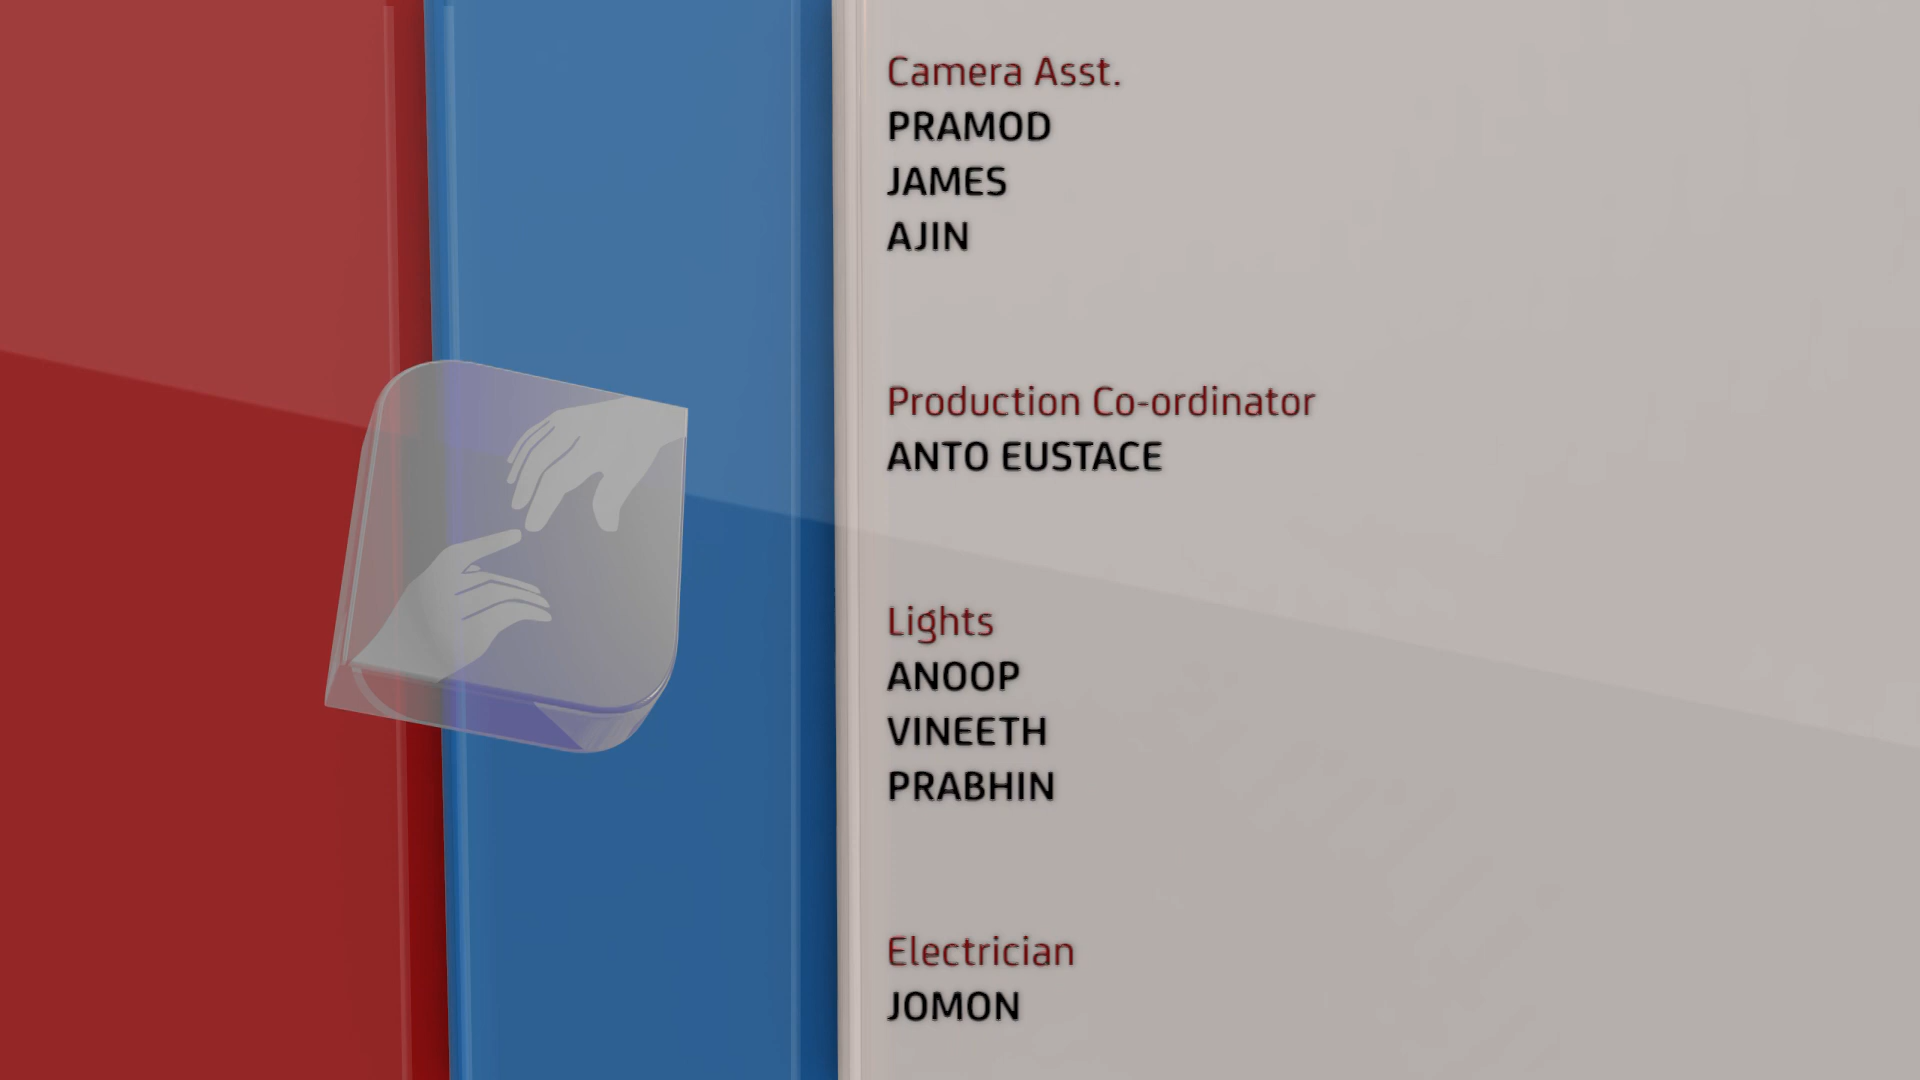 Camera Asst.
PRAMOD
JAMES
AJIN
Production Co-ordinator
ANTO EUSTACE
Lights
ANOOP
VINEETH
PRABHIN
Electrician
JOMON